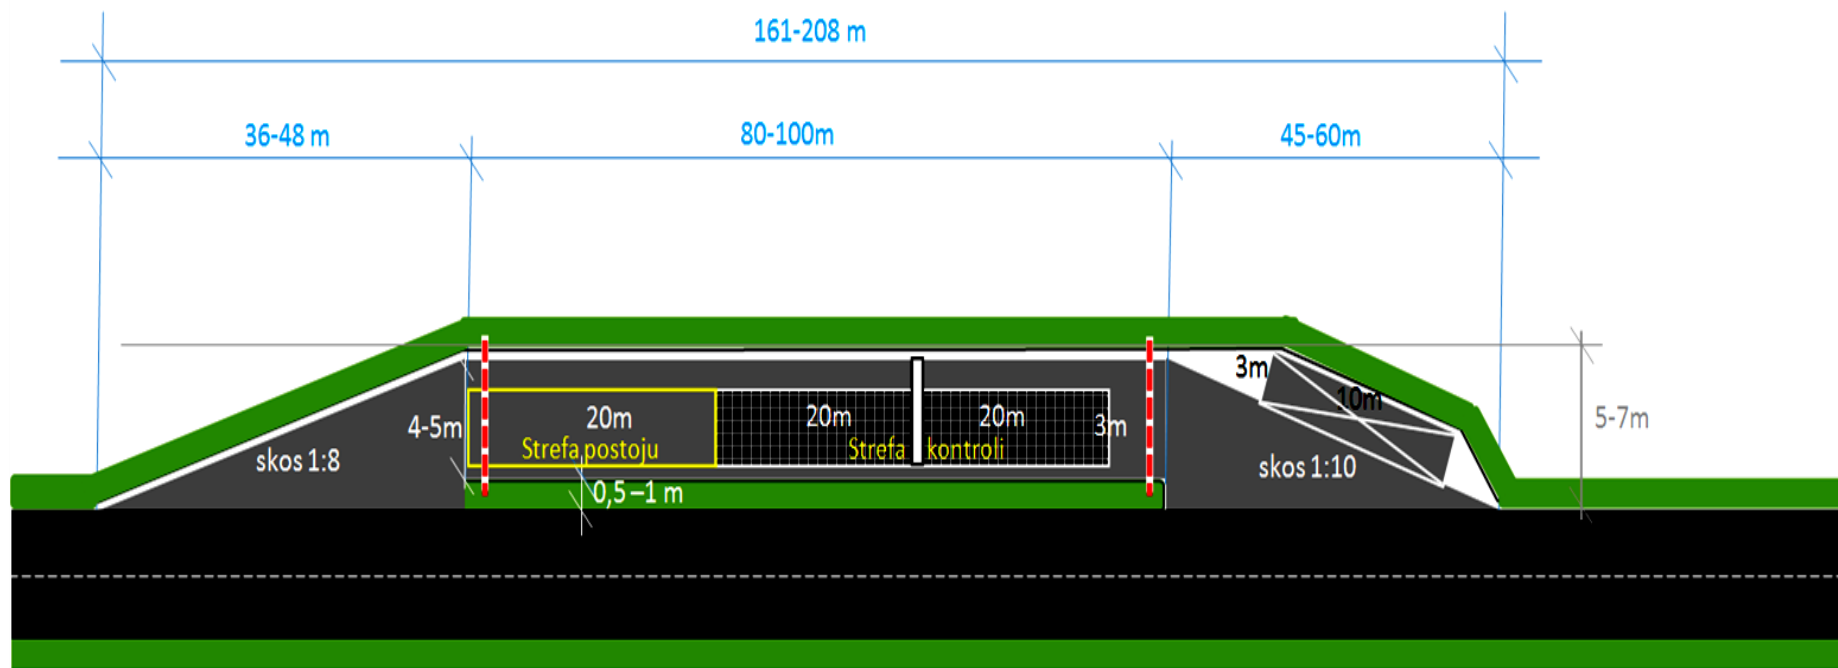 161-208 m
36-48 m
80-100m
45-60m
3m
10m
5-7m
4-5m
20m
20m
20m
3m
Strefa postoju
Strefa kontroli
skos 1:8
skos 1:10
0,5 –1 m